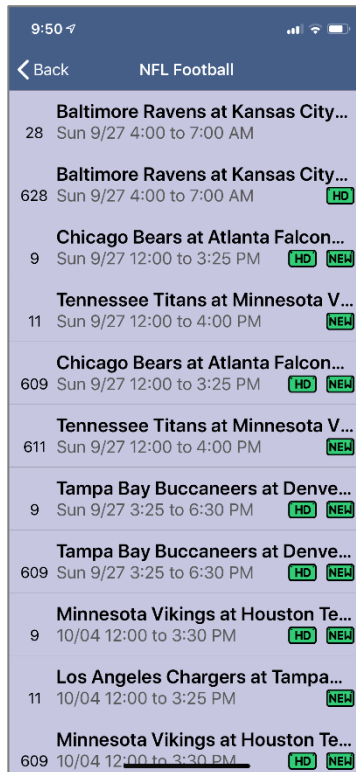 9:50
Back NFL Football
Baltimore Ravens at Kansas City...
28 Sun 9/27 4:00 to 7:00 AM
Baltimore Ravens at Kansas City...
628 Sun 9/27 4:00 to 7:00 AM HD
Chicago Bears at Atlanta Falcon...
9 Sun 9/27 12:00 to 3:25 PM HD NEW
Tennessee Titans at Minnesota V...
11 Sun 9/27 12:00 to 4:00 PM NEW
Chicago Bears at Atlanta Falcon...
609 Sun 9/27 12:00 to 3:25 PM HD NEW
Tennessee Titans at Minnesota V...
611 Sun 9/27 12:00 to 4:00 PM NEW
Tampa Bay Buccaneers at Denve...
9 Sun 9/27 3:25 to 6:30 PM HD NEW
Tampa Bay Buccaneers at Denve...
609 Sun 9/27 3:25 to 6:30 PM HD NEW
Minnesota Vikings at Houston Te...
9 10/04 12:00 to 3:30 PM HD NEW
Los Angeles Chargers at Tampa...
11 10/04 12:00 to 3:25 PM NEW
Minnesota Vikings at Houston Te...
609 10/04 12:00 to 3:30 PM HD NEW